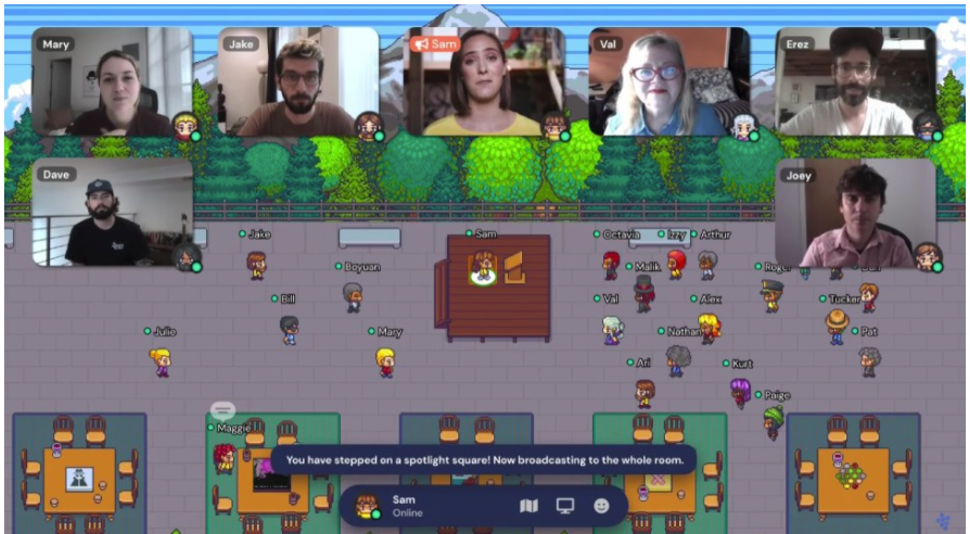 Mary
Jake
Sam
Val
Erez
Dave
Joey
Jake
Sam
Octavia
Izzy
Arthur
Boyuan
Malik
Roger
Bill
Val
Alex
Tucker
Julie
Mary
Nathan
Pat
Ari
Kurt
Paige
Maggie
You have stepped on a spotlight square! Now broadcasting to the whole room.
Sam
Online